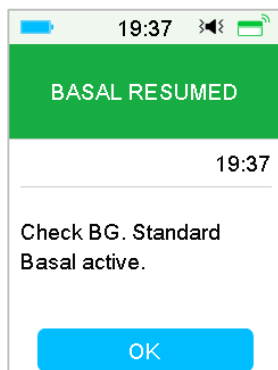 19:37
BASAL RESUMED
19:37
Check BG. Standard
Basal active.
OK